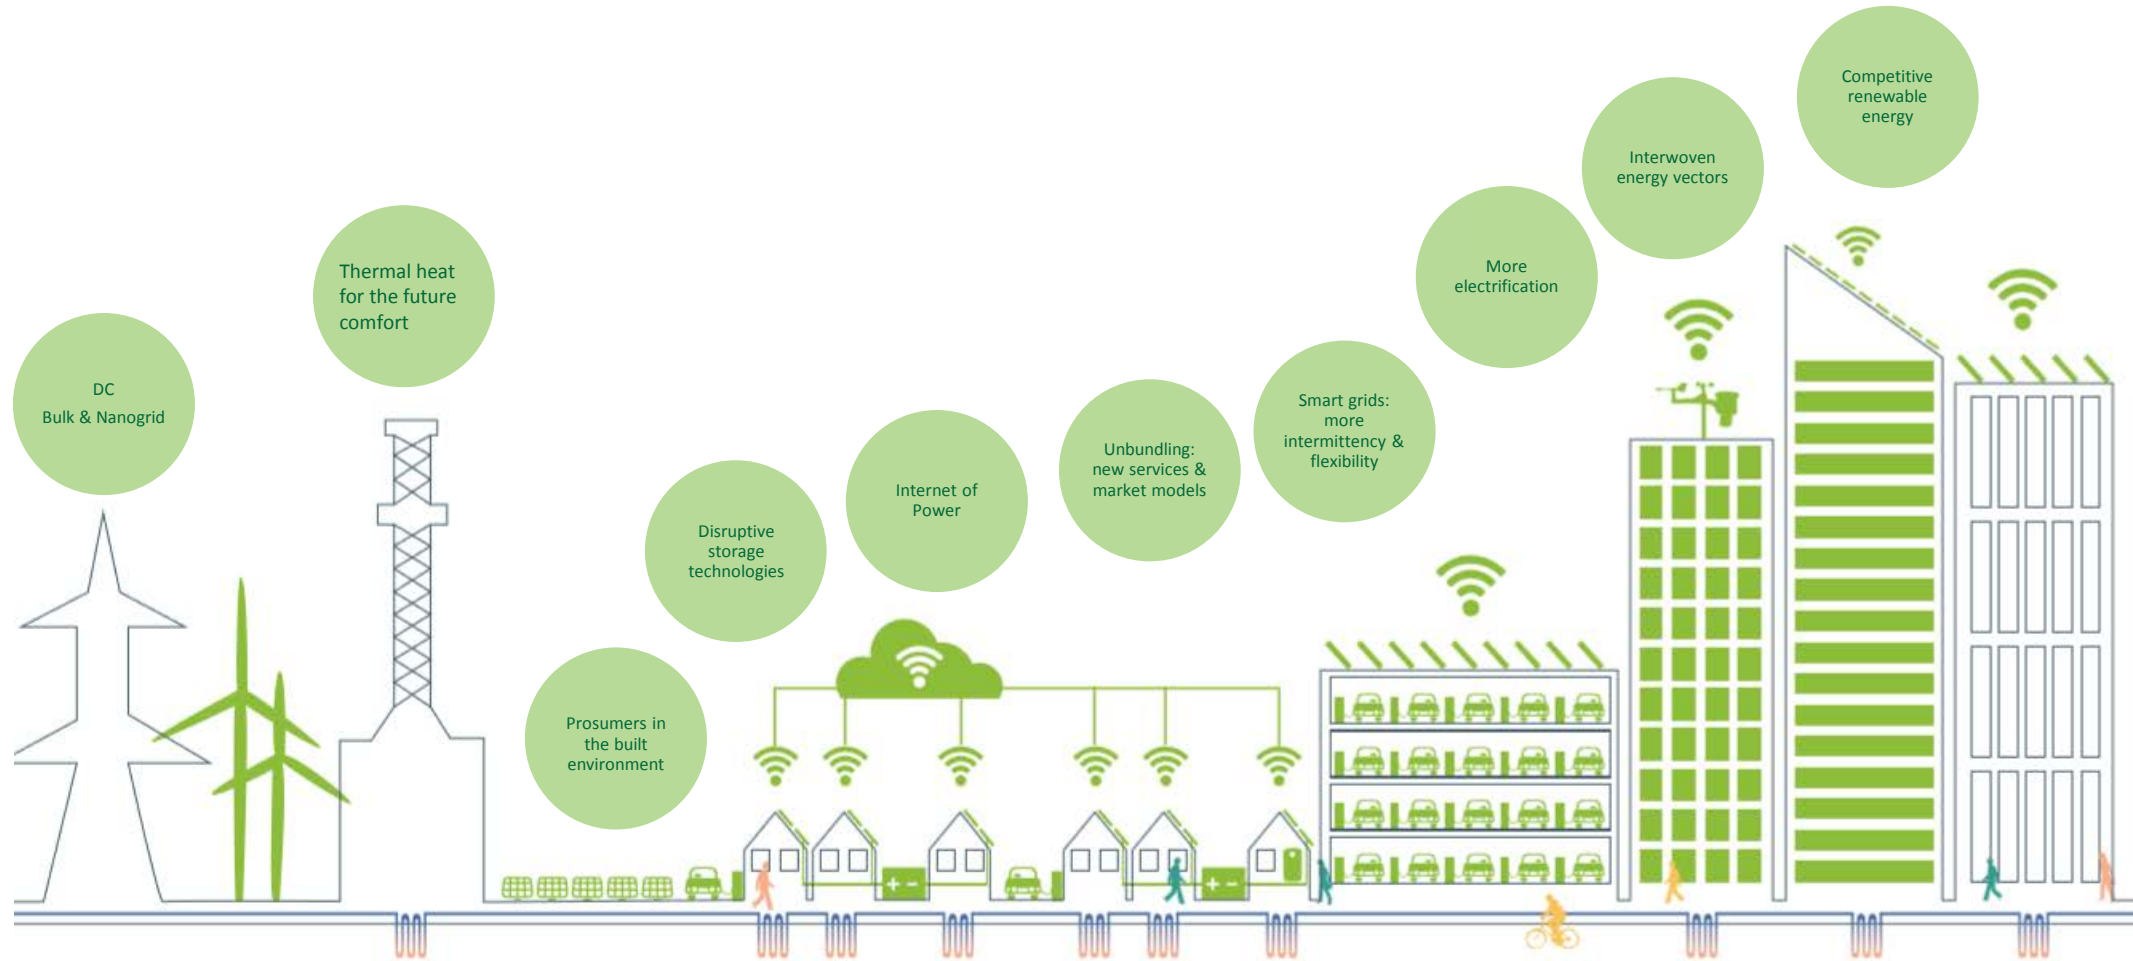 DC
Bulk & Nanogrid
Thermal heat
for the future
comfort
Prosumers in
the built
environment
Disruptive
storage
technologies
Internet of
Power
Unbundling:
new services &
market models
Smart grids:
more
intermittency &
flexibility
More
electrification
Interwoven
energy vectors
Competitive
renewable
energy